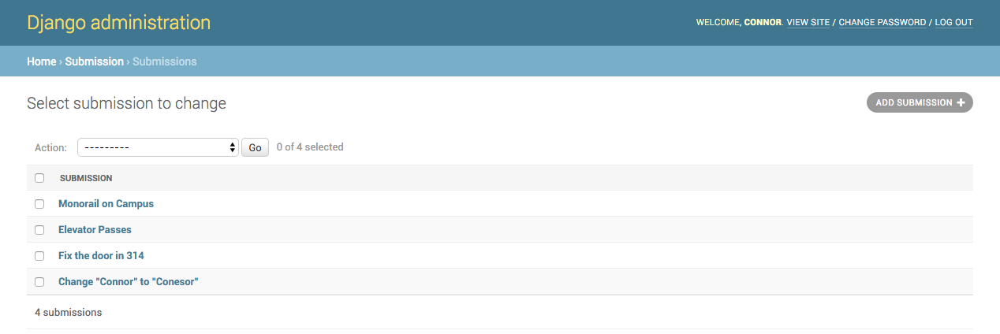 Django administration
WELCOME, CONNOR. VIEW SITE / CHANGE PASSWORD / LOG OUT
Home › Submission › Submissions
Select submission to change
ADD SUBMISSION +
Action: --------- Go 0 of 4 selected
SUBMISSION
Monorail on Campus
Elevator Passes
Fix the door in 314
Change "Connor" to "Conesor"
4 submissions